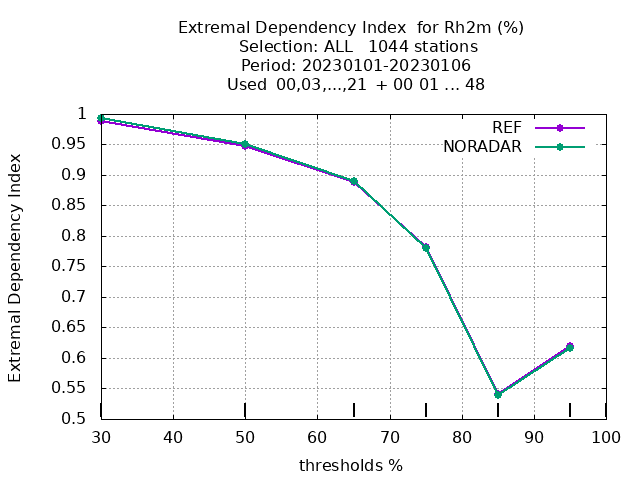 Extremal Dependency Index  for Rh2m (%)
Selection: ALL   1044 stations
Period: 20230101-20230106
Used  00,03,...,21  + 00 01 ... 48
REF
NORADAR
1
0.95
0.9
0.85
0.8
0.75
0.7
0.65
0.6
0.55
0.5
Extremal Dependency Index
30 40 50 60 70 80 90 100
thresholds %